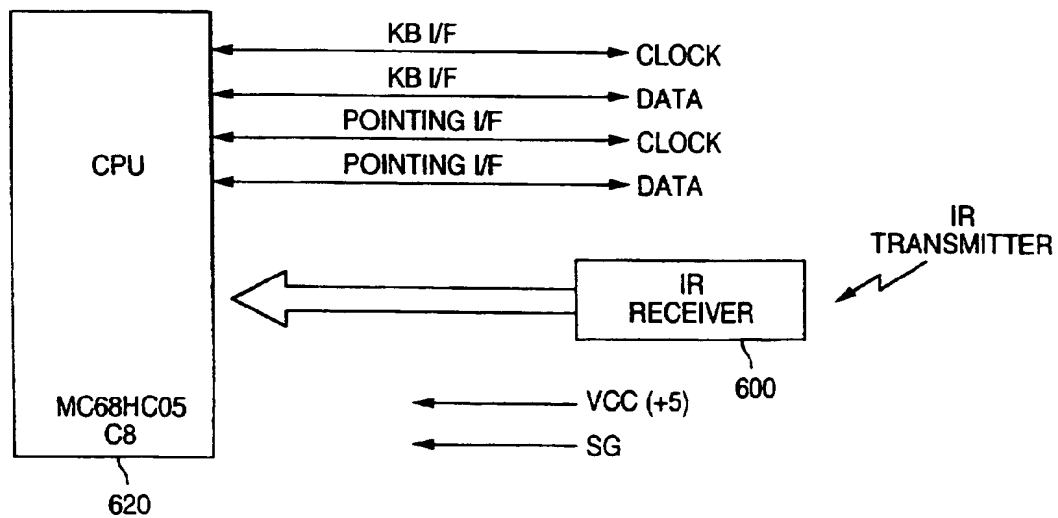 KB I/F
CLOCK
KB I/F
DATA
POINTING I/F
CLOCK
CPU
POINTING I/F
DATA
IR
TRANSMITTER
IR
RECEIVER
600
VCC (+5)
MC68HC05
C8
SG
620